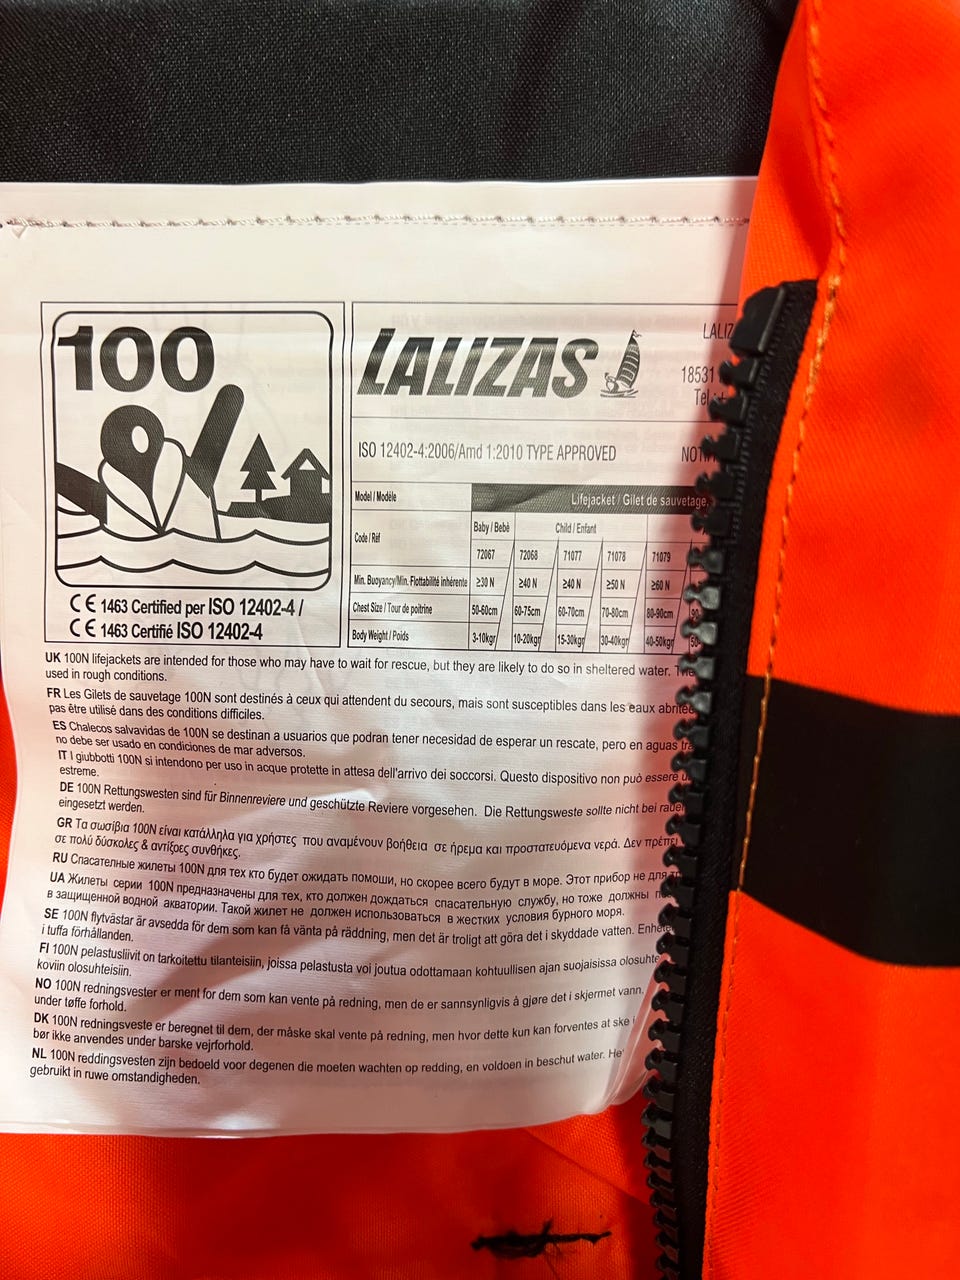 100
CE 1463 Certified per ISO 12402-4 /
CE 1463 Certifié ISO 12402-4
LALIZAS
18531
Tel
ISO 12402-4:2006/Amd 1:2010 TYPE APPROVED
Model / Modèle Lifejacket / Gilet de sauvetage,
Code / Réf Baby / Bebè Child / Enfant
72067 72068 71077 71078 71079
Min. Buoyancy/Min. Flottabilité inhérente ≥30 N ≥40 N ≥40 N ≥50 N ≥60 N
Chest Size / Tour de poitrine 50-60cm 60-75cm 60-70cm 70-80cm 80-90cm 90-
Body Weight / Poids 3-10kgr 10-20kgr 15-30kgr 30-40kgr 40-50kgr 50-
UK 100N lifejackets are intended for those who may have to wait for rescue, but they are likely to do so in sheltered water.
used in rough conditions.
FR Les Gilets de sauvetage 100N sont destinés à ceux qui attendent du secours, mais sont susceptibles dans les eaux
pas être utilisé dans des conditions difficiles.
ES Chalecos salvavidas de 100N se destinan a usuarios que podran tener necesidad de esperar un rescate, pero en aguas
no debe ser usado en condiciones de mar adversos.
IT I giubbotti 100N si intendono per uso in acque protette in attesa dell'arrivo dei soccorsi. Questo dispositivo non può essere
estreme.
DE 100N Rettungswesten sind für Binnenreviere und geschützte Reviere vorgesehen. Die Rettungsweste sollte nicht bei
eingesetzt werden.
GR Τα σωσίβια 100N είναι κατάλληλα για χρήστες που αναμένουν βοήθεια σε ήρεμα και προστατευόμενα νερά. Δεν πρέπει
σε πολύ δύσκολες & αντίξοες συνθήκες.
RU Спасательные жилеты 100N для тех кто будет ожидать помоши, но скорее всего будут в море. Этот прибор не для
UA Жилеты серии 100N предназначены для тех, кто должен дождаться спасательную службу, но тоже должны
в защищенной водной акватории. Такой жилет не должен использоваться в жестких условия бурного моря.
SE 100N flytvästar är avsedda för dem som kan få vänta på räddning, men det är troligt att göra det i skyddade vatten.
i tuffa förhållanden.
FI 100N pelastusliivit on tarkoitettu tilanteisiin, joissa pelastusta voi joutua odottamaan kohtuullisen ajan suojaisissa
koviin olosuhteisiin.
NO 100N redningsvester er ment for dem som kan vente på redning, men de er sannsynligvis å gjøre det i skjermet vann.
under tøffe forhold.
DK 100N redningsveste er beregnet til dem, der måske skal vente på redning, men hvor dette kun kan forventes at ske i
bør ikke anvendes under barske vejrforhold.
NL 100N reddingsvesten zijn bedoeld voor degenen die moeten wachten op redding, en voldoen in beschut water.
gebruikt in ruwe omstandigheden.